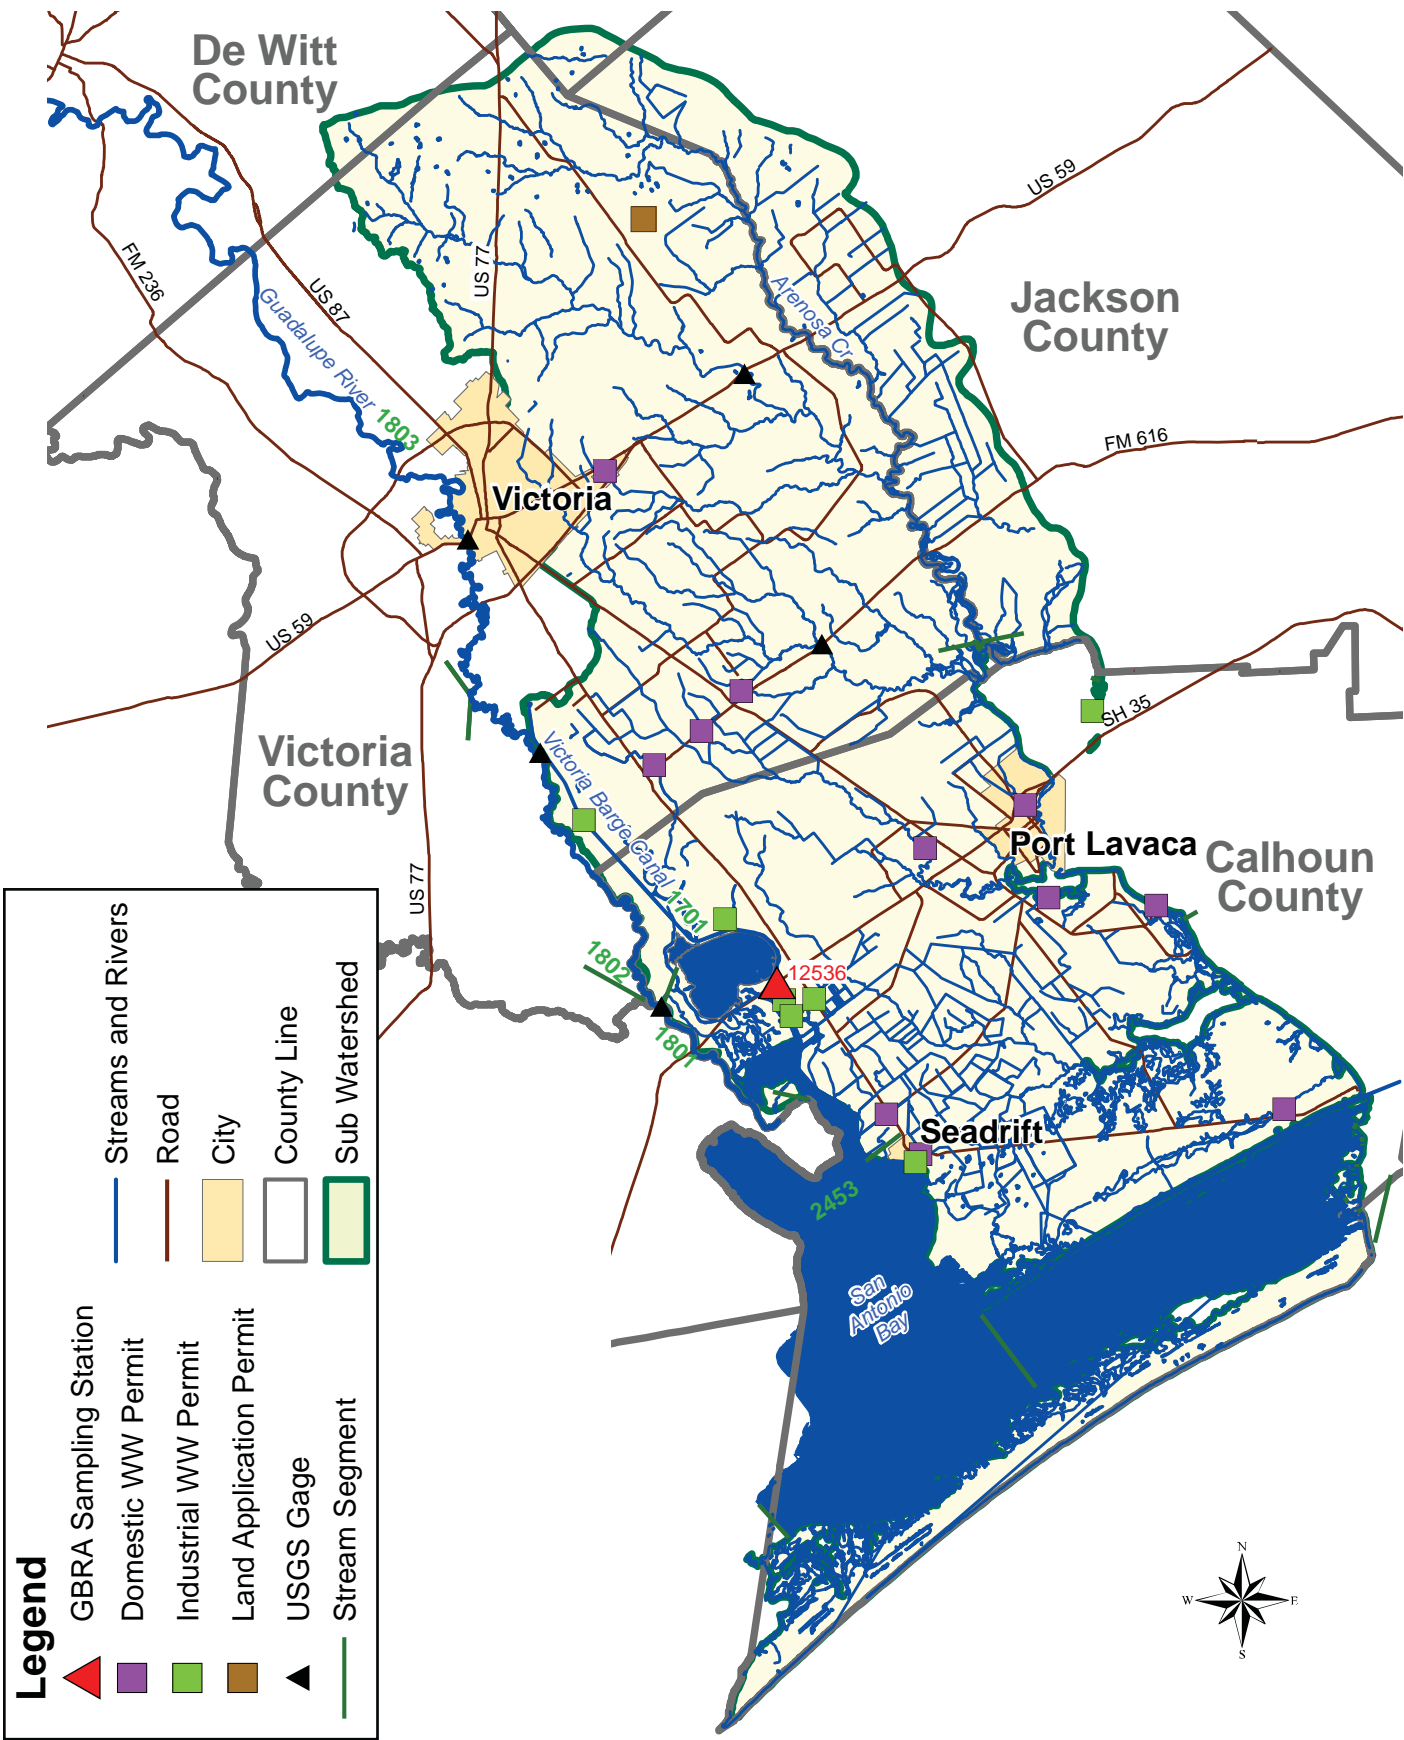 De Witt
County
US 59
US 77
FM 236
US 87
Guadalupe River
Arenosa Cr
Jackson
County
1803
FM 616
Victoria
US 59
SH 35
Victoria
County
Victoria Barge Canal
Port Lavaca
Calhoun
County
US 77
1701
1802
12536
1801
Seadrift
2453
San
Antonio
Bay
Legend
GBRA Sampling Station
Domestic WW Permit
Industrial WW Permit
Land Application Permit
USGS Gage
Stream Segment
Streams and Rivers
Road
City
County Line
Sub Watershed
N
W
E
S